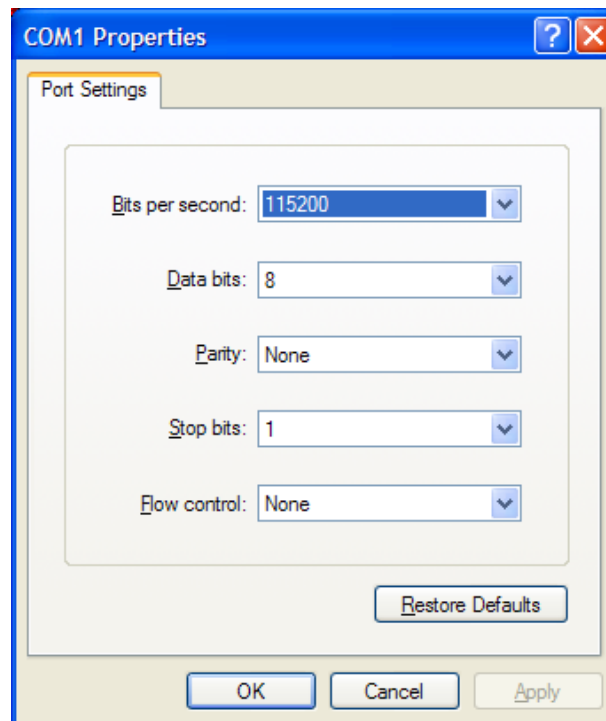 COM1 Properties
Port Settings
Bits per second: 115200
Data bits: 8
Parity: None
Stop bits: 1
Flow control: None
Restore Defaults
OK Cancel Apply